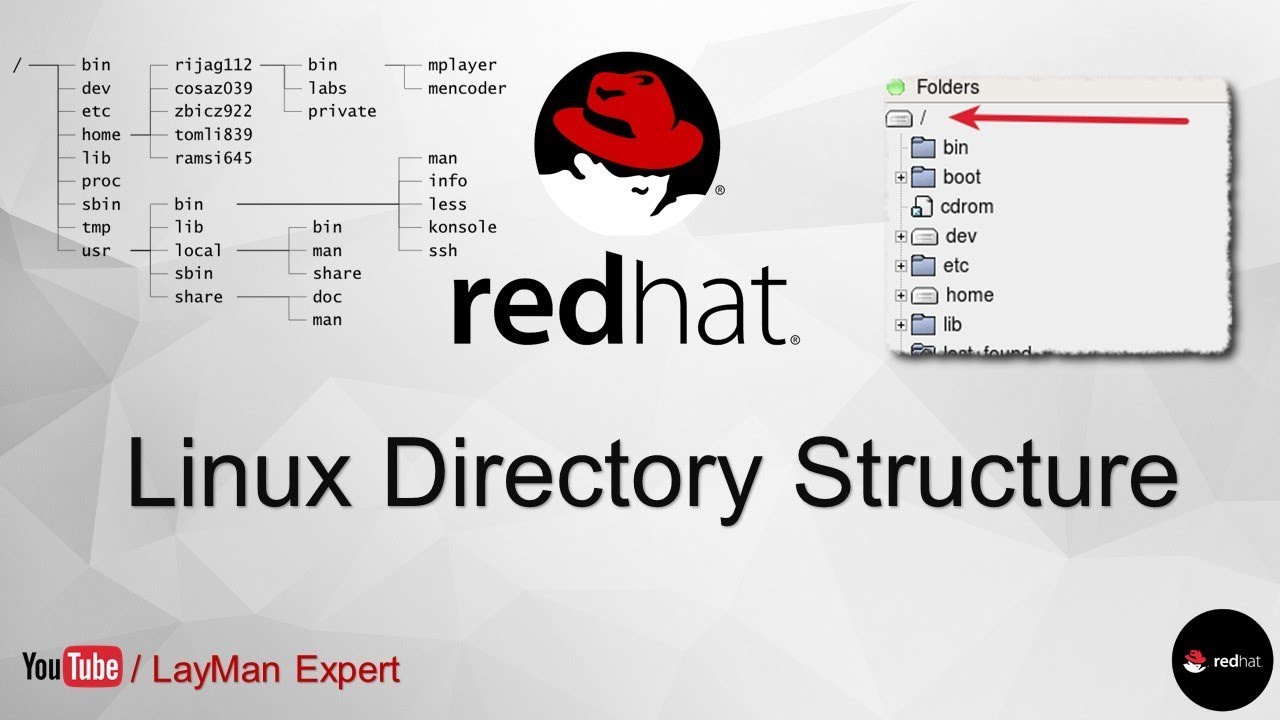 / bin rijag112 bin mplayer
dev cosaz039 labs mencoder
etc zbicz922 private
home tomli839
lib ramsi645 man
proc info
sbin bin less
tmp lib bin konsole
usr local man ssh
sbin share
share doc
man
redhat®
®
Folders
/
bin
boot
cdrom
dev
etc
home
lib
lost+found
Linux Directory Structure
YouTube / LayMan Expert
redhat.